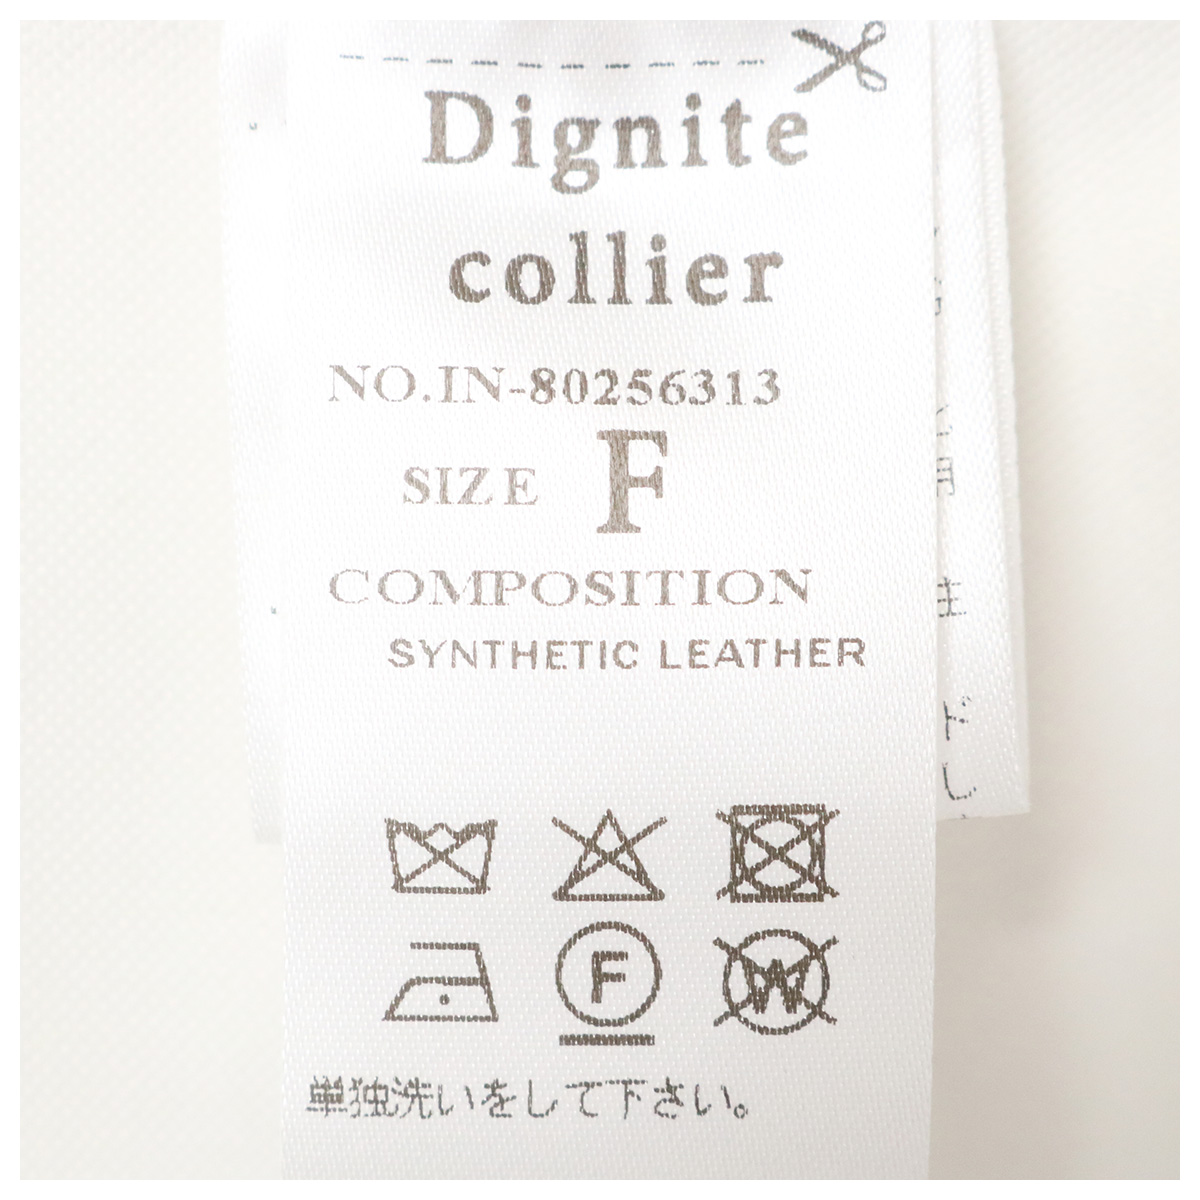 Dignite
collier
NO.IN-80256313
SIZE F
COMPOSITION
SYNTHETIC LEATHER
F
W
単独洗いをして下さい。